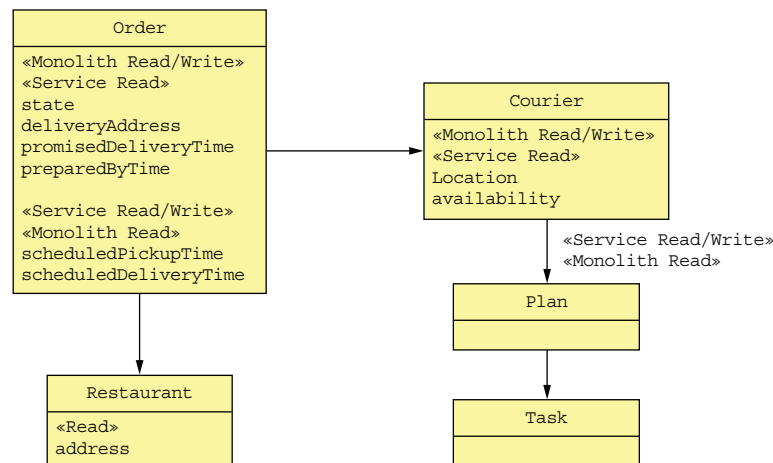 Order
«Monolith Read/Write»
«Service Read»
state
deliveryAddress
promisedDeliveryTime
preparedByTime
«Service Read/Write»
«Monolith Read»
scheduledPickupTime
scheduledDeliveryTime
Courier
«Monolith Read/Write»
«Service Read»
Location
availability
«Service Read/Write»
«Monolith Read»
Plan
Restaurant
«Read»
address
Task